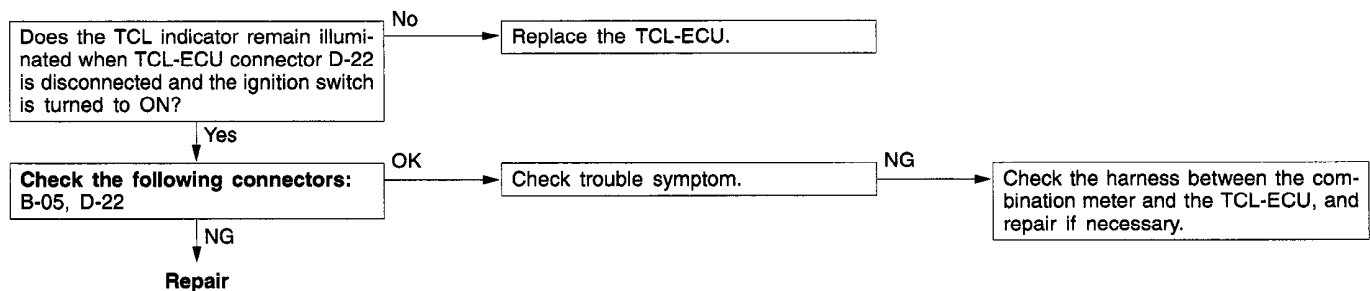 Does the TCL indicator remain illumi-
nated when TCL-ECU connector D-22
is disconnected and the ignition switch
is turned to ON?
No
Replace the TCL-ECU.
Yes
Check the following connectors:
B-05, D-22
OK
Check trouble symptom.
NG
Check the harness between the com-
bination meter and the TCL-ECU, and
repair if necessary.
NG
Repair